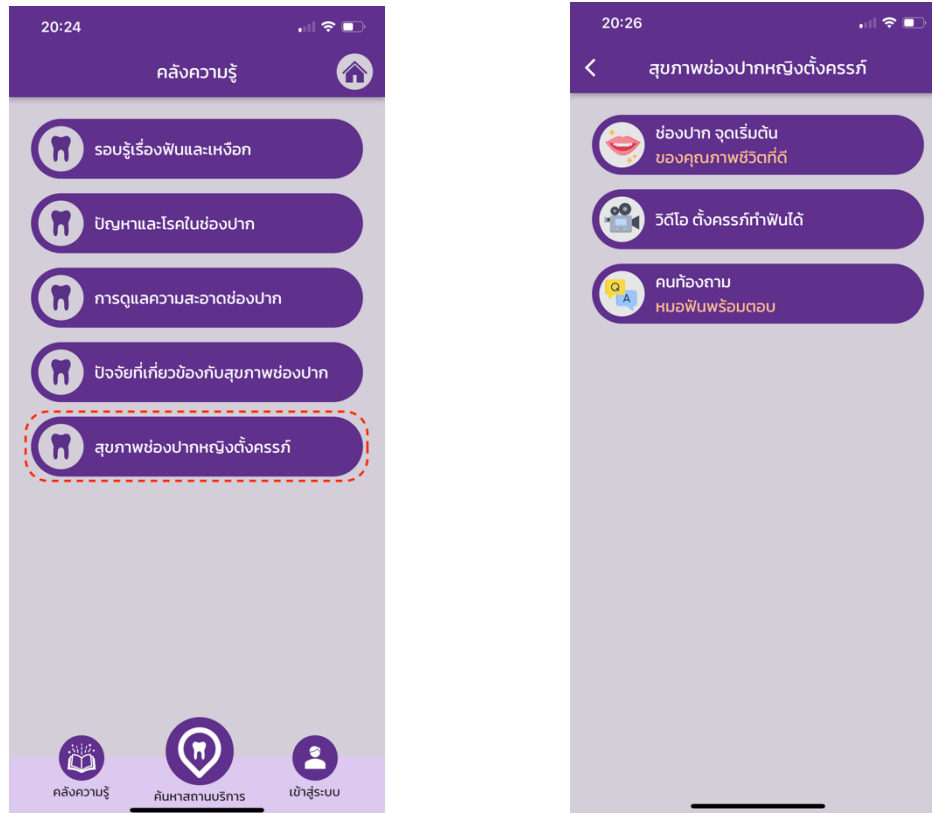 20:24
คลังความรู้
รอบรู้เรื่องฟันและเหงือก
ปัญหาและโรคในช่องปาก
การดูแลความสะอาดช่องปาก
ปัจจัยที่เกี่ยวข้องกับสุขภาพช่องปาก
สุขภาพช่องปากหญิงตั้งครรภ์
คลังความรู้
ค้นหาสถานบริการ
เข้าสู่ระบบ
20:26
สุขภาพช่องปากหญิงตั้งครรภ์
ช่องปาก จุดเริ่มต้น
ของคุณภาพชีวิตที่ดี
วิดีโอ ตั้งครรภ์ทำฟันได้
Q
A
คนท้องถาม
หมอฟันพร้อมตอบ